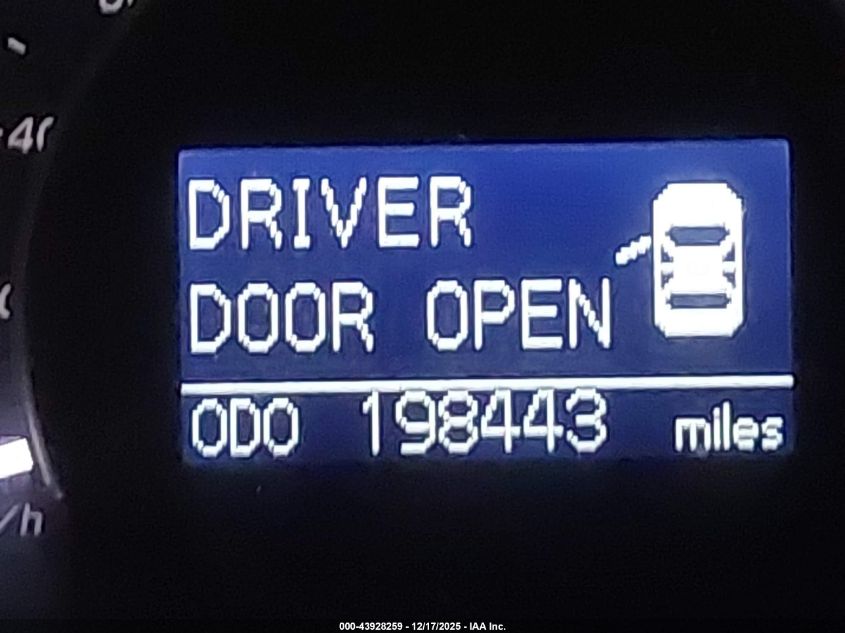 DRIVER
DOOR OPEN
ODO 198443 miles
/h
000-43928259 - 12/17/2025 - IAA Inc.